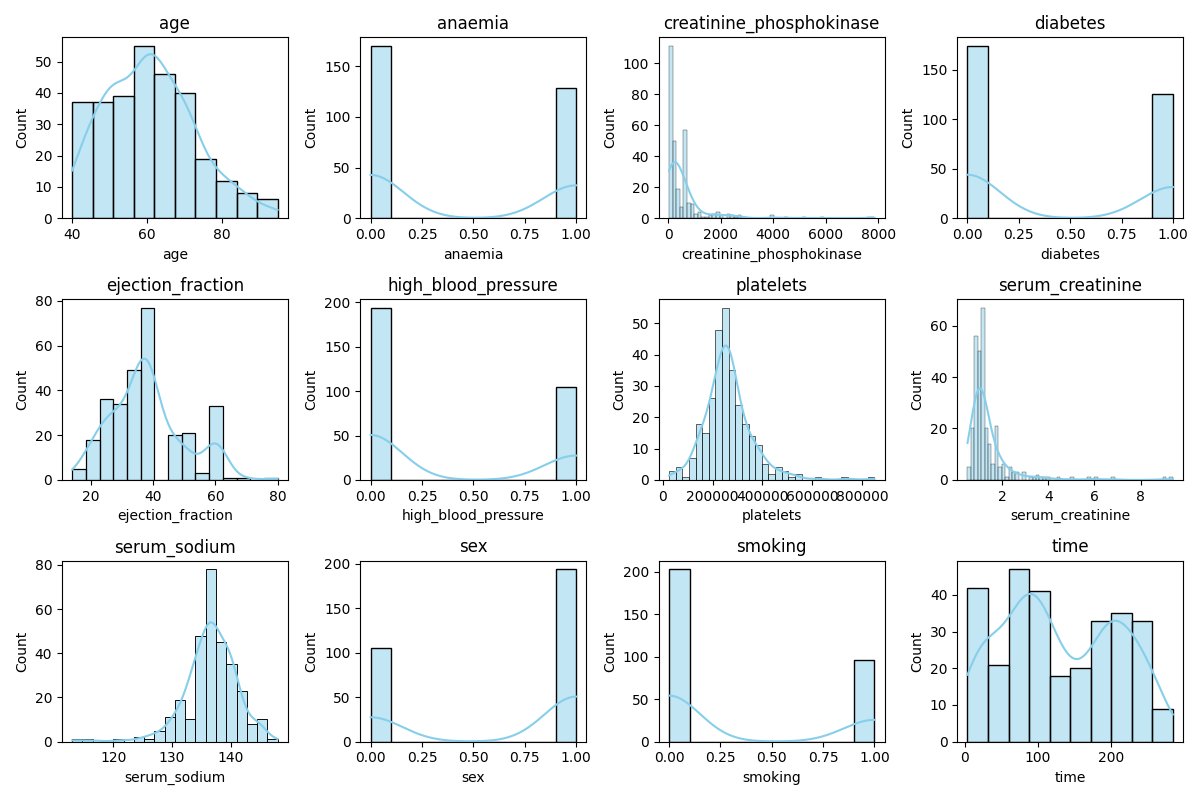 age anaemia creatinine_phosphokinase diabetes
Count 0 10 20 30 40 50
40 60 80
age
Count 0 50 100 150
0.00 0.25 0.50 0.75 1.00
anaemia
Count 0 20 40 60 80 100
0 2000 4000 6000 8000
creatinine_phosphokinase
Count 0 50 100 150
0.00 0.25 0.50 0.75 1.00
diabetes
ejection_fraction high_blood_pressure platelets serum_creatinine
Count 0 20 40 60 80
20 40 60 80
ejection_fraction
Count 0 50 100 150 200
0.00 0.25 0.50 0.75 1.00
high_blood_pressure
Count 0 10 20 30 40 50
0 200000 400000 600000 800000
platelets
Count 0 20 40 60
2 4 6 8
serum_creatinine
serum_sodium sex smoking time
Count 0 20 40 60 80
120 130 140
serum_sodium
Count 0 50 100 150 200
0.00 0.25 0.50 0.75 1.00
sex
Count 0 50 100 150 200
0.00 0.25 0.50 0.75 1.00
smoking
Count 0 10 20 30 40
0 100 200
time